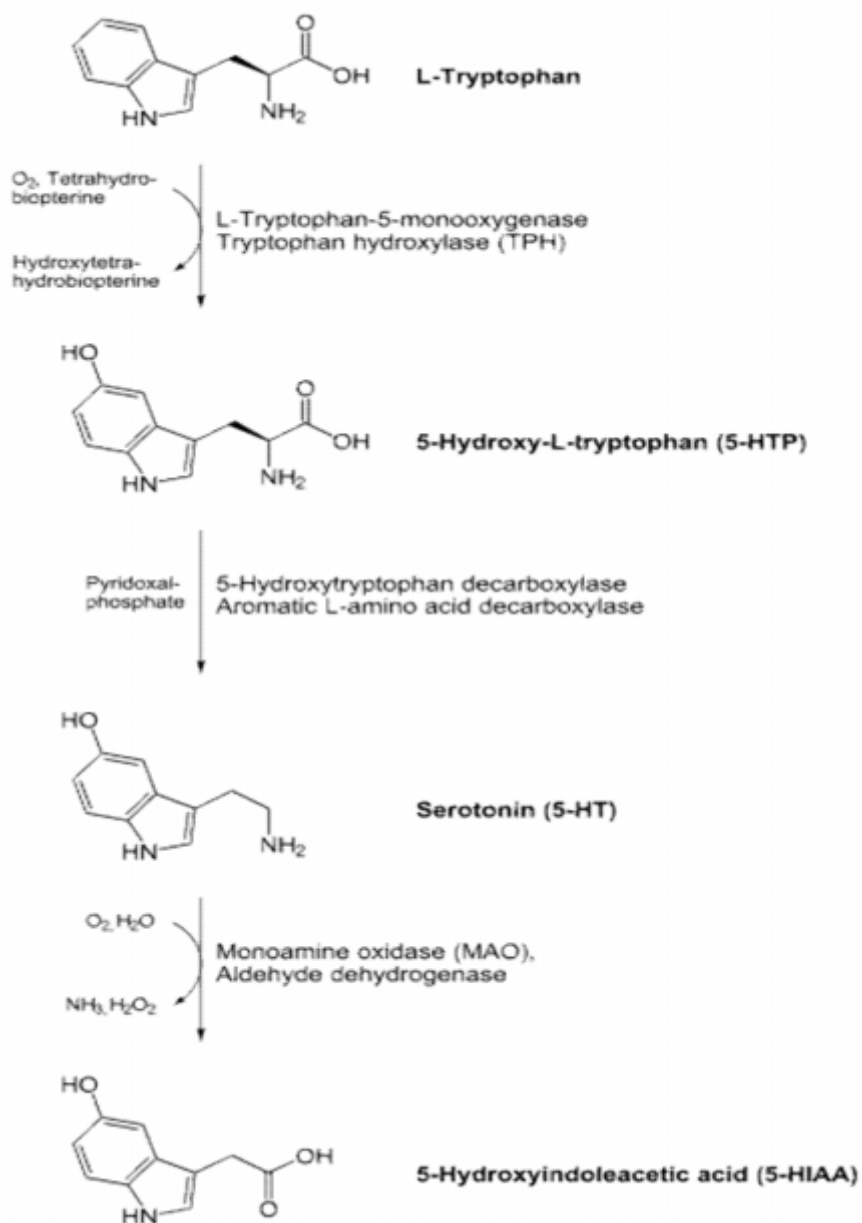 O
OH
L-Tryptophan
HN
NH₂
O₂, Tetrahydro-
biopterine
L-Tryptophan-5-monooxygenase
Tryptophan hydroxylase (TPH)
Hydroxytetra-
hydrobiopterine
HO
O
OH
5-Hydroxy-L-tryptophan (5-HTP)
HN
NH₂
Pyridoxal-
phosphate
5-Hydroxytryptophan decarboxylase
Aromatic L-amino acid decarboxylase
HO
Serotonin (5-HT)
HN
NH₂
O₂, H₂O
Monoamine oxidase (MAO),
Aldehyde dehydrogenase
NH₃, H₂O₂
HO
OH
5-Hydroxyindoleacetic acid (5-HIAA)
O
HN